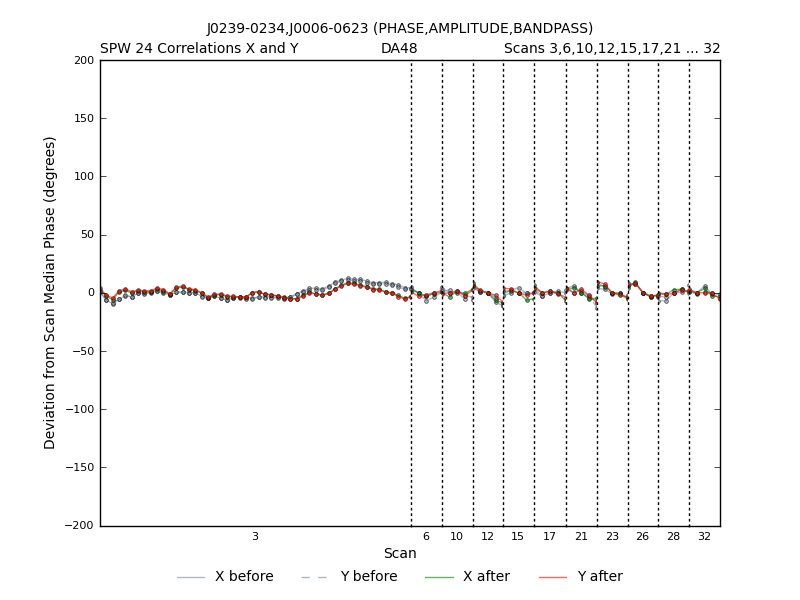 J0239-0234,J0006-0623 (PHASE,AMPLITUDE,BANDPASS)
SPW 24 Correlations X and Y DA48 Scans 3,6,10,12,15,17,21 ... 32
200
150
100
50
0
−50
−100
−150
−200
Deviation from Scan Median Phase (degrees)
3 6 10 12 15 17 21 23 26 28 32
Scan
X before Y before X after Y after